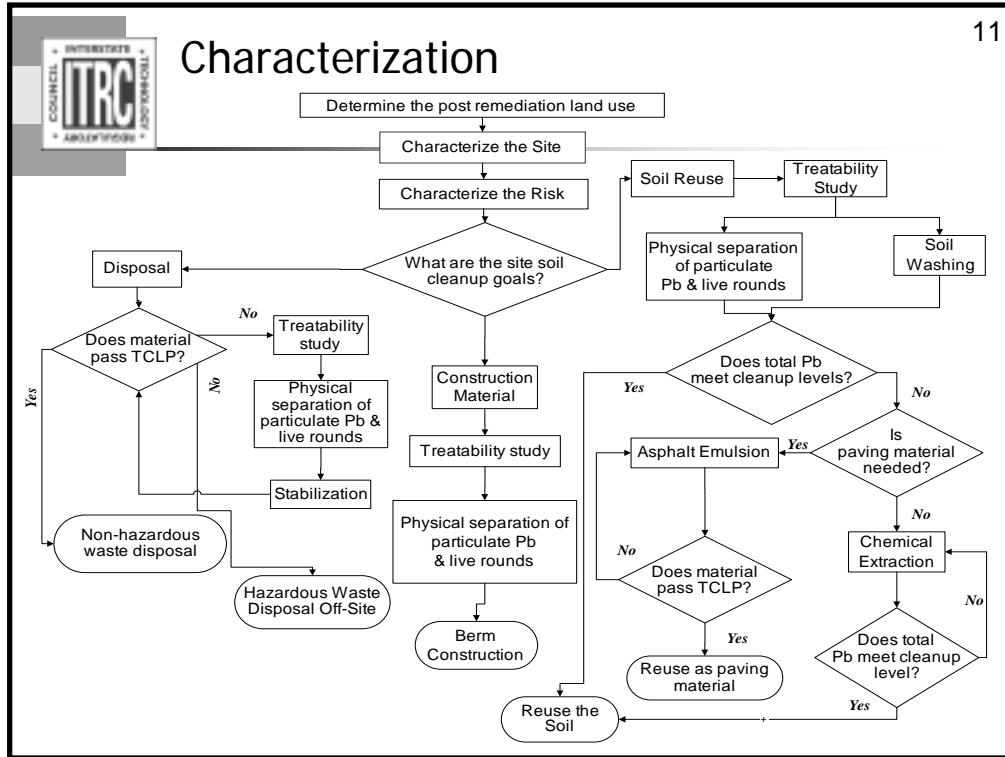 11
INTERSTATE
COUNCIL
ITRC
TECHNOLOGY
REGULATORY
Characterization
Determine the post remediation land use
Characterize the Site
Characterize the Risk
What are the site soil
cleanup goals?
Disposal
Does material
pass TCLP?
Yes
No
No
Treatability
study
Physical
separation of
particulate Pb &
live rounds
Stabilization
Non-hazardous
waste disposal
Hazardous Waste
Disposal Off-Site
Construction
Material
Treatability study
Physical separation of
particulate Pb
& live rounds
Berm
Construction
Soil Reuse
Treatability
Study
Physical separation
of particulate
Pb & live rounds
Soil
Washing
Does total Pb
meet cleanup levels?
Yes
No
Is
paving material
needed?
Yes
No
Asphalt Emulsion
Does material
pass TCLP?
No
Yes
Reuse as paving
material
Chemical
Extraction
Does total
Pb meet cleanup
level?
No
Yes
Reuse the
Soil